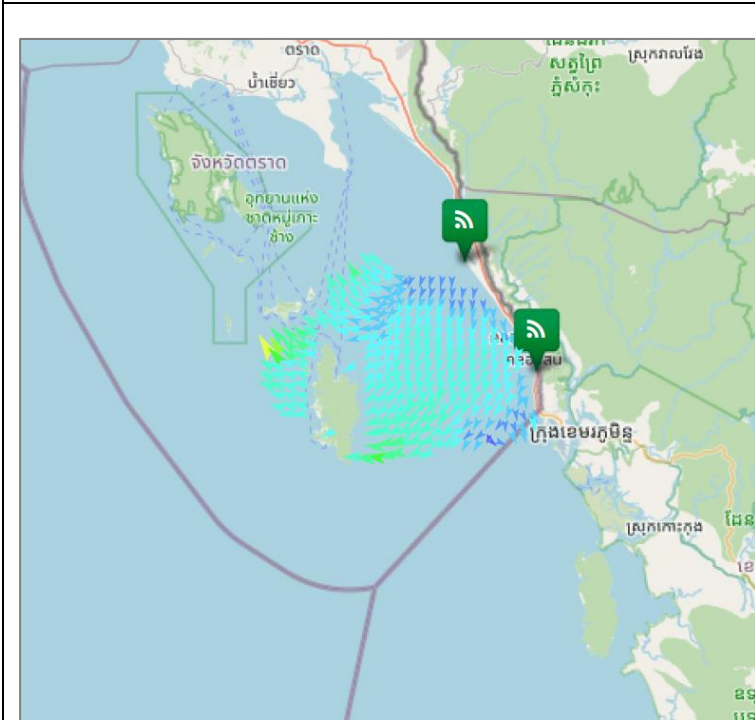 ตราด
ស្រុកវាលវែង
សត្វព្រៃ
ភ្នំសំកុះ
น้ำเชี่ยว
จังหวัดตราด
อุทยานแห่ง
ชาติหมู่เกาะ
ช้าง
ក្រុងខេមរភូមិន្ទ
ស្រុកកោះកុង
ដែន